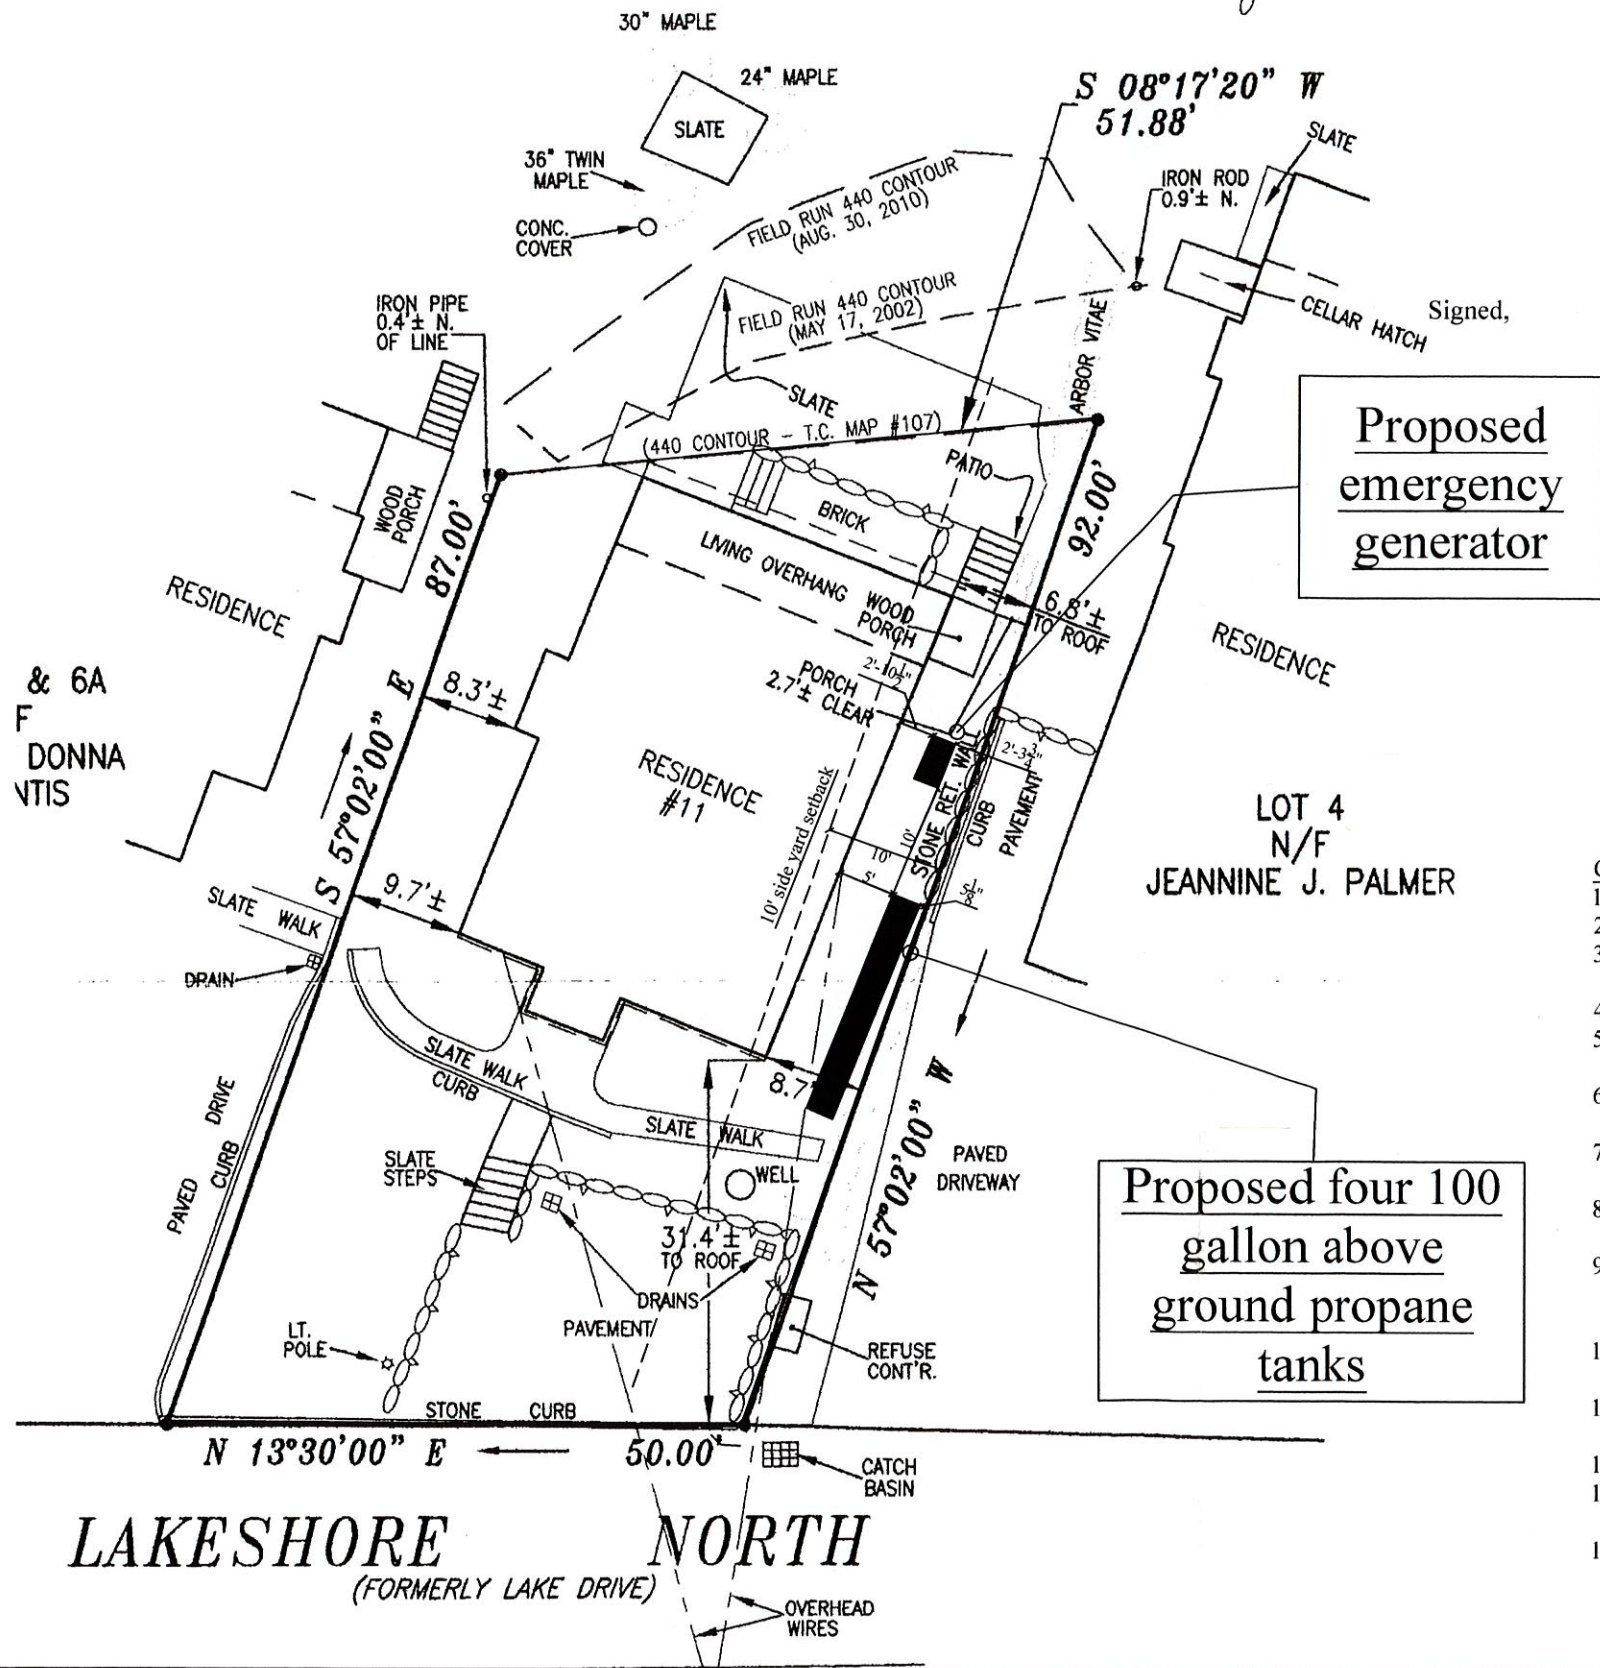 30" MAPLE
24" MAPLE
SLATE
36" TWIN
MAPLE
CONC.
COVER
S 08°17'20" W
51.88'
SLATE
IRON ROD
0.9'± N.
FIELD RUN 440 CONTOUR
(AUG. 30, 2010)
FIELD RUN 440 CONTOUR
(MAY 17, 2002)
CELLAR HATCH
Signed,
IRON PIPE
0.4'± N.
OF LINE
ARBOR VITAE
SLATE
(440 CONTOUR - T.C. MAP #107)
PATIO
Proposed
emergency
generator
WOOD
PORCH
87.00'
92.00'
BRICK
LIVING OVERHANG
WOOD
PORCH
6.8'±
TO ROOF
RESIDENCE
RESIDENCE
& 6A
F
DONNA
NTIS
8.3'±
PORCH
2.7'± CLEAR
2'-10½"
2'-3¾"
S 57°02'00" E
RESIDENCE
#11
10' side yard setback
STONE RET. WALL
CURB
PAVEMENT
10'
10'
5'
5⅛"
LOT 4
N/F
JEANNINE J. PALMER
9.7'±
SLATE WALK
DRAIN
SLATE WALK
CURB
8.7'
SLATE WALK
N 57°02'00" W
PAVED DRIVE
CURB
SLATE
STEPS
WELL
PAVED
DRIVEWAY
Proposed four 100
gallon above
ground propane
tanks
31.4'±
TO ROOF
DRAINS
PAVEMENT
LT.
POLE
REFUSE
CONT'R.
STONE CURB
N 13°30'00" E
50.00'
CATCH
BASIN
LAKESHORE NORTH
(FORMERLY LAKE DRIVE)
OVERHEAD
WIRES